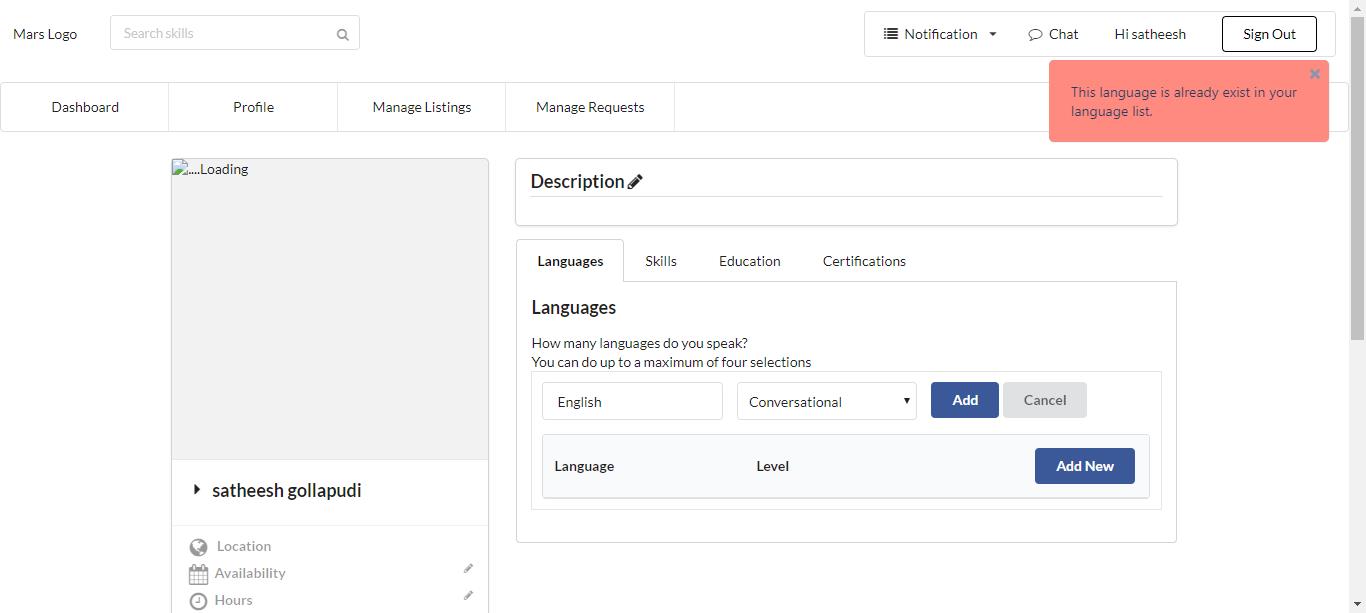 Mars Logo
Search skills
Notification
Chat
Hi satheesh
Sign Out
This language is already exist in your
language list.
Dashboard
Profile
Manage Listings
Manage Requests
....Loading
satheesh gollapudi
Location
Availability
Hours
Description
Languages
Skills
Education
Certifications
Languages
How many languages do you speak?
You can do up to a maximum of four selections
English
Conversational
Add
Cancel
Language
Level
Add New